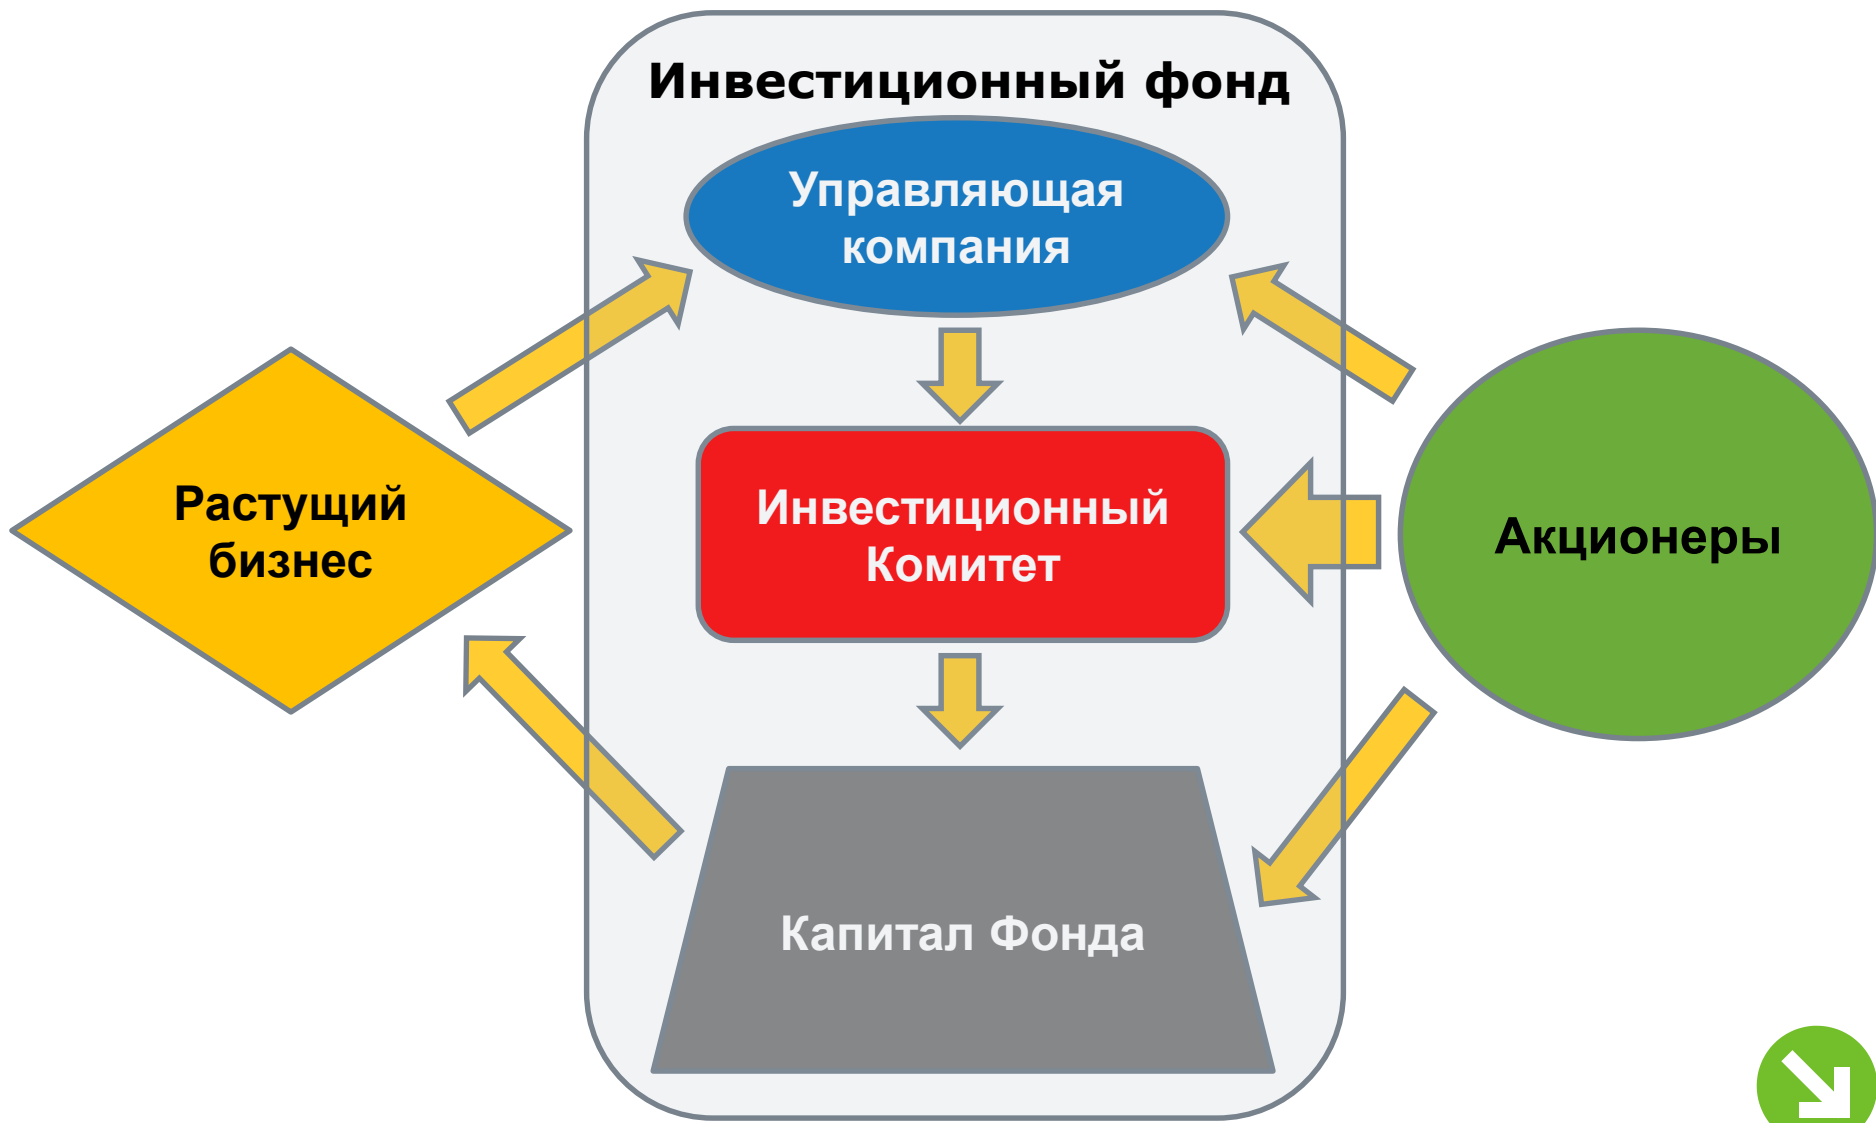 Инвестиционный фонд
Управляющая
компания
Растущий
бизнес
Инвестиционный
Комитет
Акционеры
Капитал Фонда